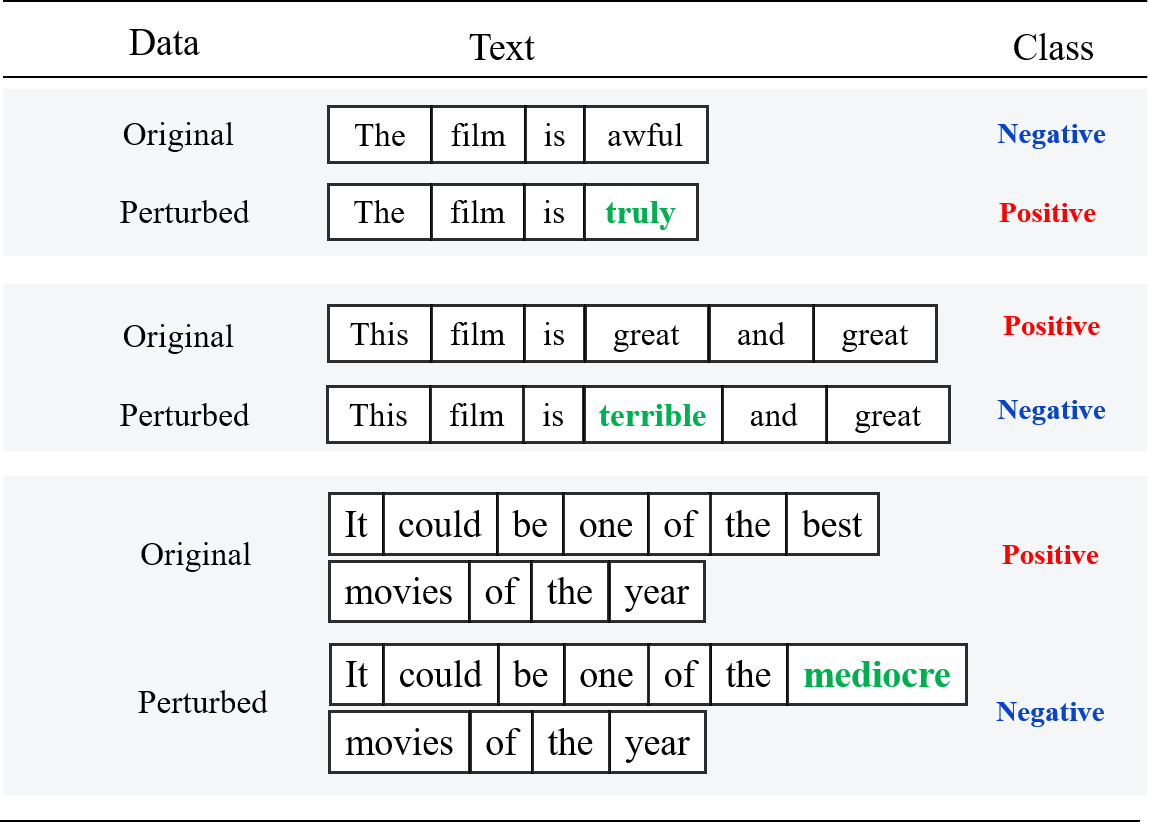 Data Text Class
Original The film is awful Negative
Perturbed The film is truly Positive
Original This film is great and great Positive
Perturbed This film is terrible and great Negative
Original It could be one of the best Positive
movies of the year
Perturbed It could be one of the mediocre Negative
movies of the year